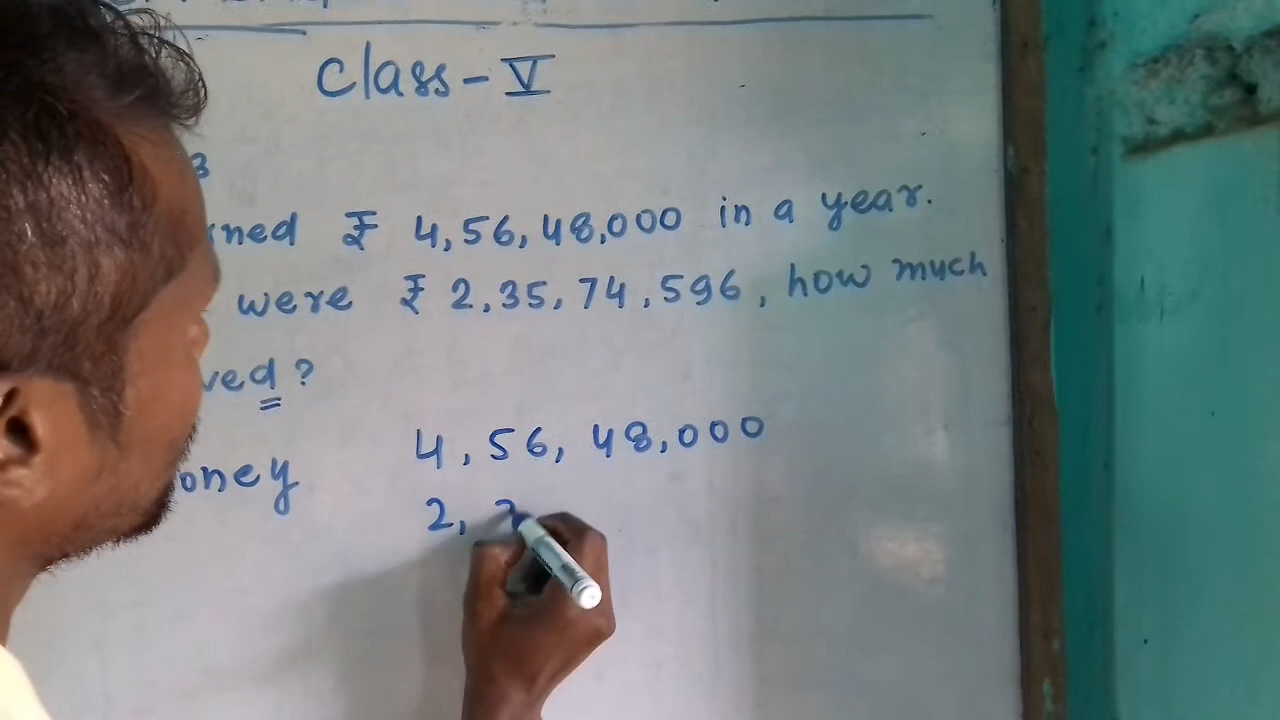 Class-V
3
ned ₹ 4,56,48,000 in a year.
were ₹ 2,35,74,596, how much
ved ?
oney 4,56,48,000
2,3